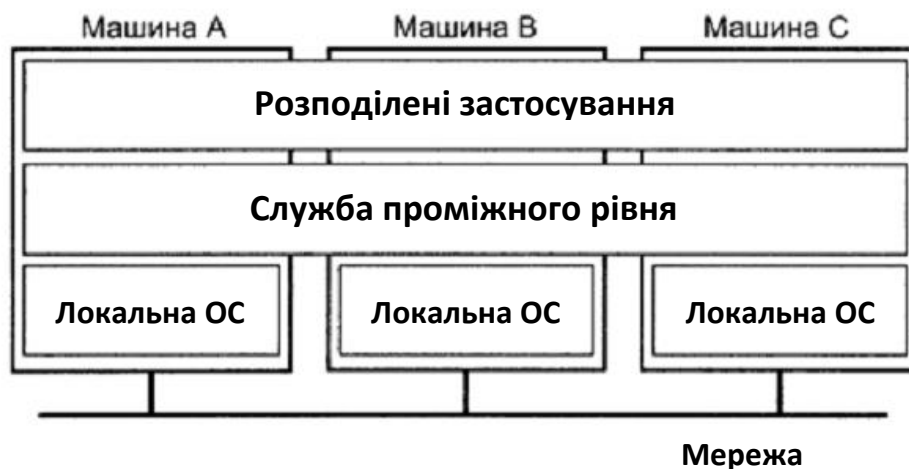 Машина А
Машина В
Машина С
Розподілені застосування
Служба проміжного рівня
Локальна ОС
Локальна ОС
Локальна ОС
Мережа